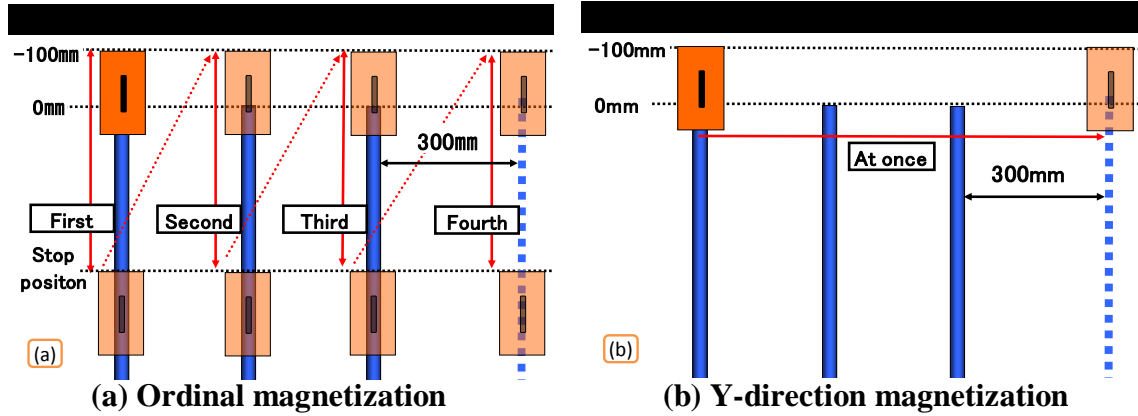 -100mm
0mm
300mm
First
Second
Third
Fourth
Stop
positon
(a)
(a) Ordinal magnetization
-100mm
0mm
At once
300mm
(b)
(b) Y-direction magnetization